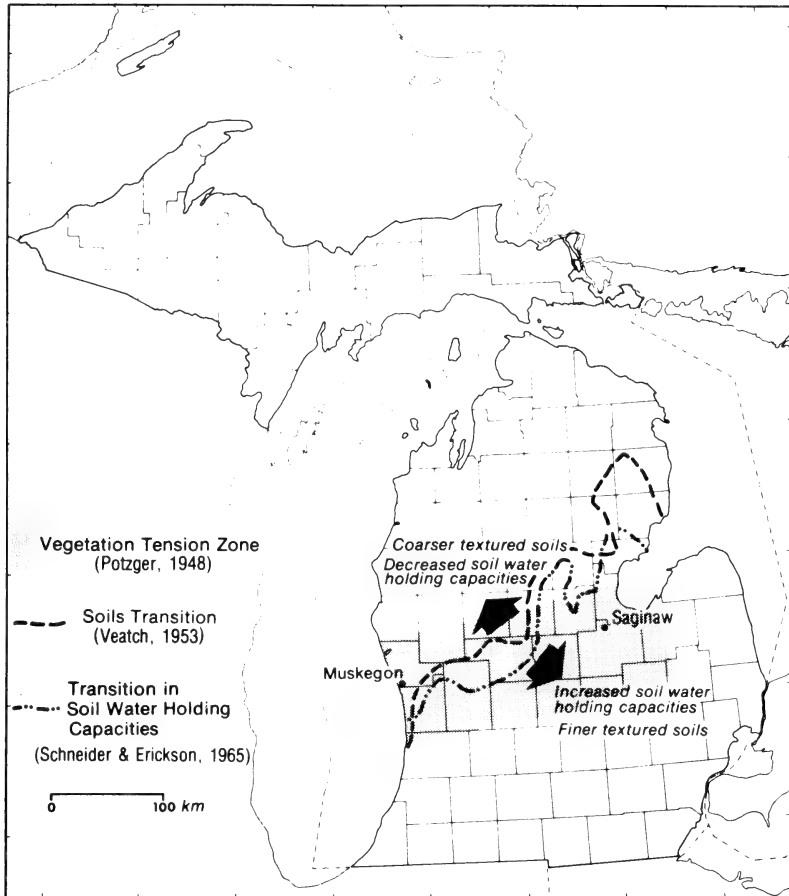 Vegetation Tension Zone
(Potzger, 1948)
Soils Transition
(Veatch, 1953)
Transition in
Soil Water Holding
Capacities
(Schneider & Erickson, 1965)
0 100 km
Coarser textured soils
Decreased soil water
holding capacities
Saginaw
Muskegon
Increased soil water
holding capacities
Finer textured soils